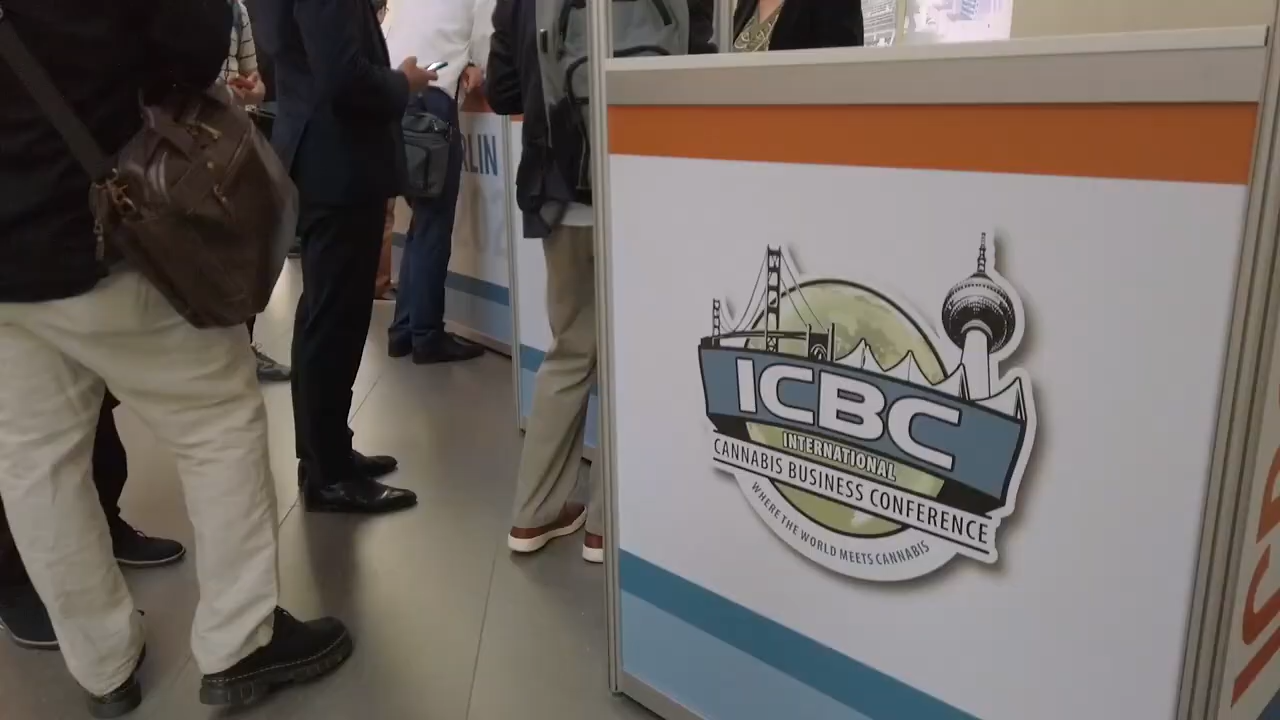 RLIN
ICBC
INTERNATIONAL
CANNABIS BUSINESS CONFERENCE
WHERE THE WORLD MEETS CANNABIS